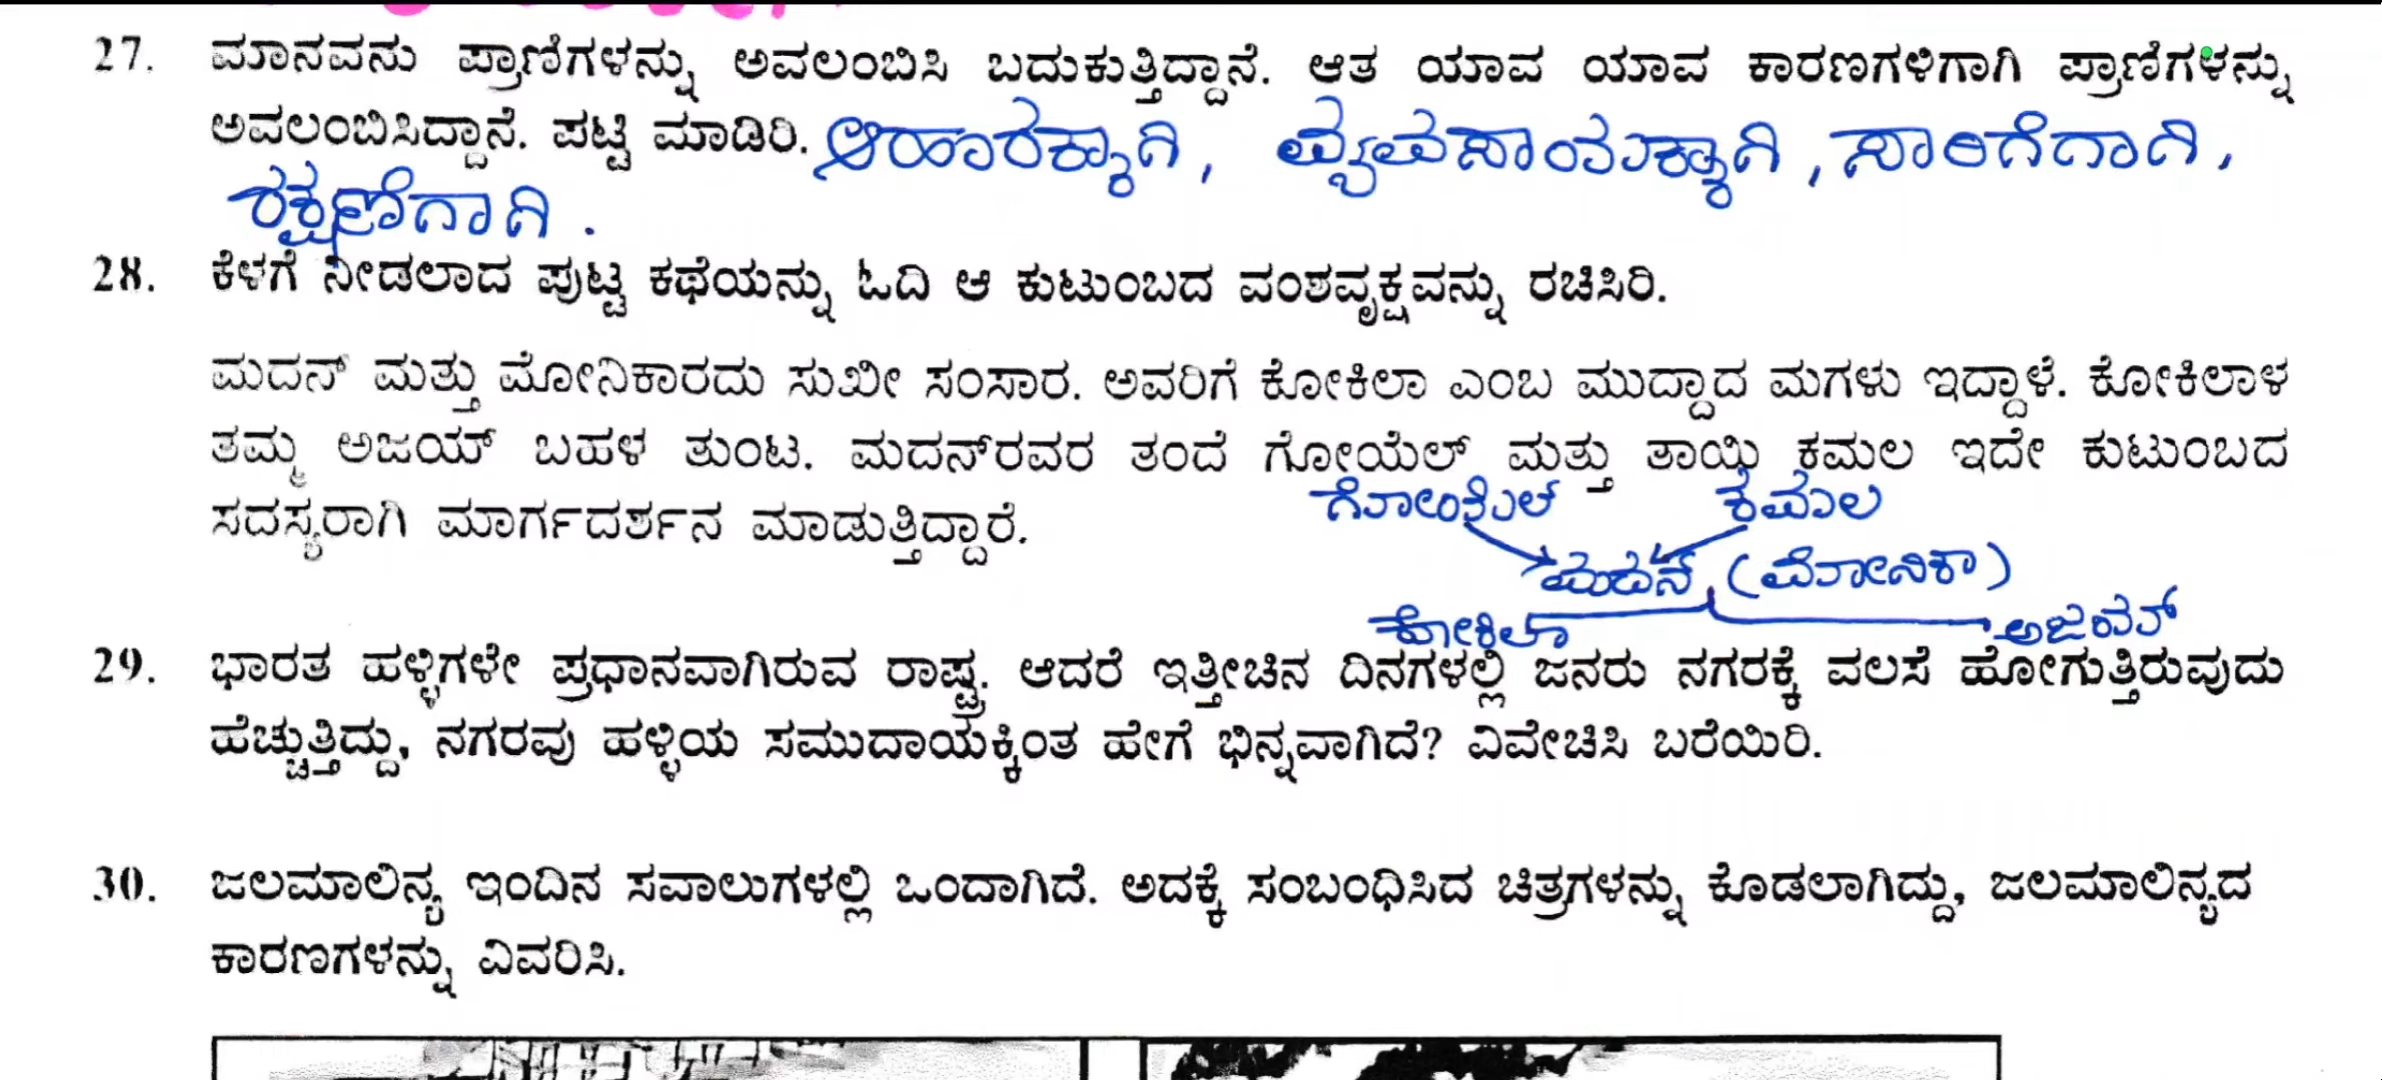 27. ಮಾನವನು ಪ್ರಾಣಿಗಳನ್ನು ಅವಲಂಬಿಸಿ ಬದುಕುತ್ತಿದ್ದಾನೆ. ಆತ ಯಾವ ಯಾವ ಕಾರಣಗಳಿಗಾಗಿ ಪ್ರಾಣಿಗಳನ್ನು
ಅವಲಂಬಿಸಿದ್ದಾನೆ. ಪಟ್ಟಿ ಮಾಡಿರಿ. ಆಹಾರಕ್ಕಾಗಿ, ವ್ಯವಸಾಯಕ್ಕಾಗಿ, ಸಾರಿಗೆಗಾಗಿ,
ರಕ್ಷಣೆಗಾಗಿ.
28. ಕೆಳಗೆ ನೀಡಲಾದ ಪುಟ್ಟ ಕಥೆಯನ್ನು ಓದಿ ಆ ಕುಟುಂಬದ ವಂಶವೃಕ್ಷವನ್ನು ರಚಿಸಿರಿ.
ಮದನ್ ಮತ್ತು ಮೋನಿಕಾರದು ಸುಖೀ ಸಂಸಾರ. ಅವರಿಗೆ ಕೋಕಿಲಾ ಎಂಬ ಮುದ್ದಾದ ಮಗಳು ಇದ್ದಾಳೆ. ಕೋಕಿಲಾಳ
ತಮ್ಮ ಅಜಯ್ ಬಹಳ ತುಂಟ. ಮದನ್‌ರವರ ತಂದೆ ಗೋಯೆಲ್ ಮತ್ತು ತಾಯಿ ಕಮಲ ಇದೇ ಕುಟುಂಬದ
ಸದಸ್ಯರಾಗಿ ಮಾರ್ಗದರ್ಶನ ಮಾಡುತ್ತಿದ್ದಾರೆ.
ಕಮಲ
ಮದನ್ (ಮೋನಿಕಾ)
ಕೋಕಿಲಾ ಅಜಯ್
29. ಭಾರತ ಹಳ್ಳಿಗಳೇ ಪ್ರಧಾನವಾಗಿರುವ ರಾಷ್ಟ್ರ. ಆದರೆ ಇತ್ತೀಚಿನ ದಿನಗಳಲ್ಲಿ ಜನರು ನಗರಕ್ಕೆ ವಲಸೆ ಹೋಗುತ್ತಿರುವುದು
ಹೆಚ್ಚುತ್ತಿದ್ದು, ನಗರವು ಹಳ್ಳಿಯ ಸಮುದಾಯಕ್ಕಿಂತ ಹೇಗೆ ಭಿನ್ನವಾಗಿದೆ? ವಿವೇಚಿಸಿ ಬರೆಯಿರಿ.
30. ಜಲಮಾಲಿನ್ಯ ಇಂದಿನ ಸವಾಲುಗಳಲ್ಲಿ ಒಂದಾಗಿದೆ. ಅದಕ್ಕೆ ಸಂಬಂಧಿಸಿದ ಚಿತ್ರಗಳನ್ನು ಕೊಡಲಾಗಿದ್ದು, ಜಲಮಾಲಿನ್ಯದ
ಕಾರಣಗಳನ್ನು ವಿವರಿಸಿ.